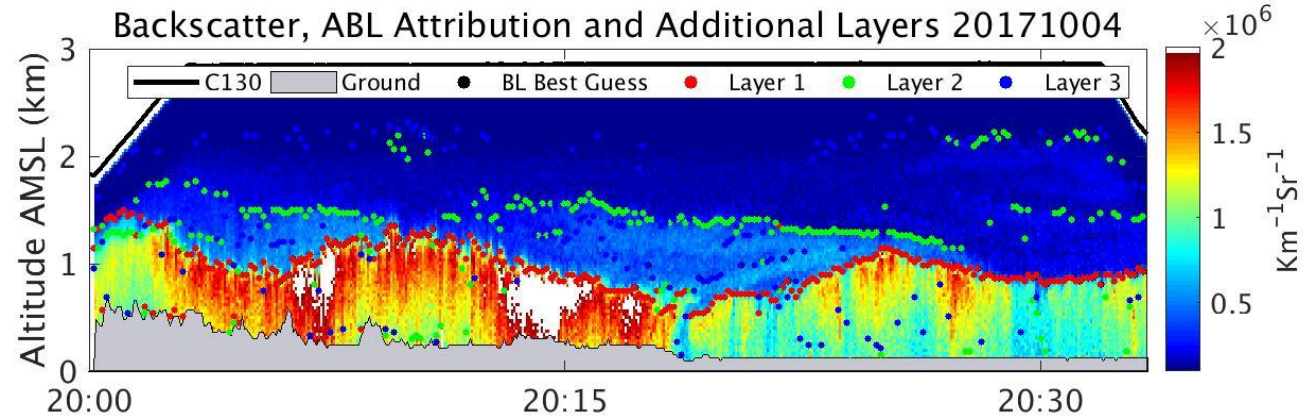 Backscatter, ABL Attribution and Additional Layers 20171004
×10⁶
Altitude AMSL (km)
3
2
1
0
C130 Ground BL Best Guess Layer 1 Layer 2 Layer 3
20:00 20:15 20:30
2
1.5
1
0.5
Km⁻¹Sr⁻¹